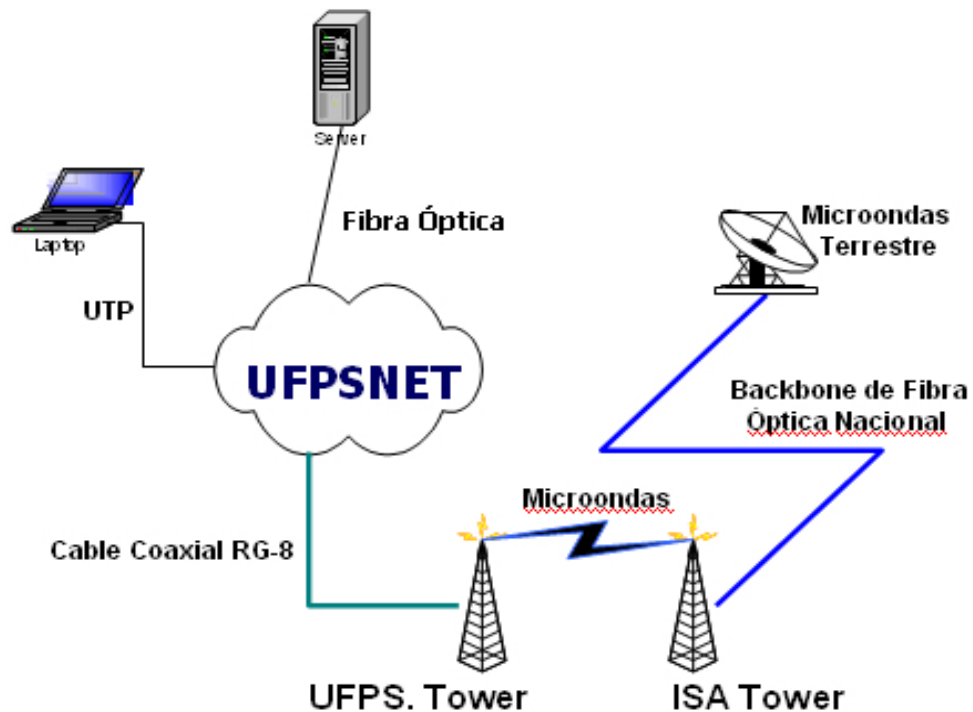 Server
Fibra Óptica
Laptop
UTP
UFPSNET
Microondas
Terrestre
Backbone de Fibra
Óptica Nacional
Microondas
Cable Coaxial RG-8
UFPS. Tower
ISA Tower